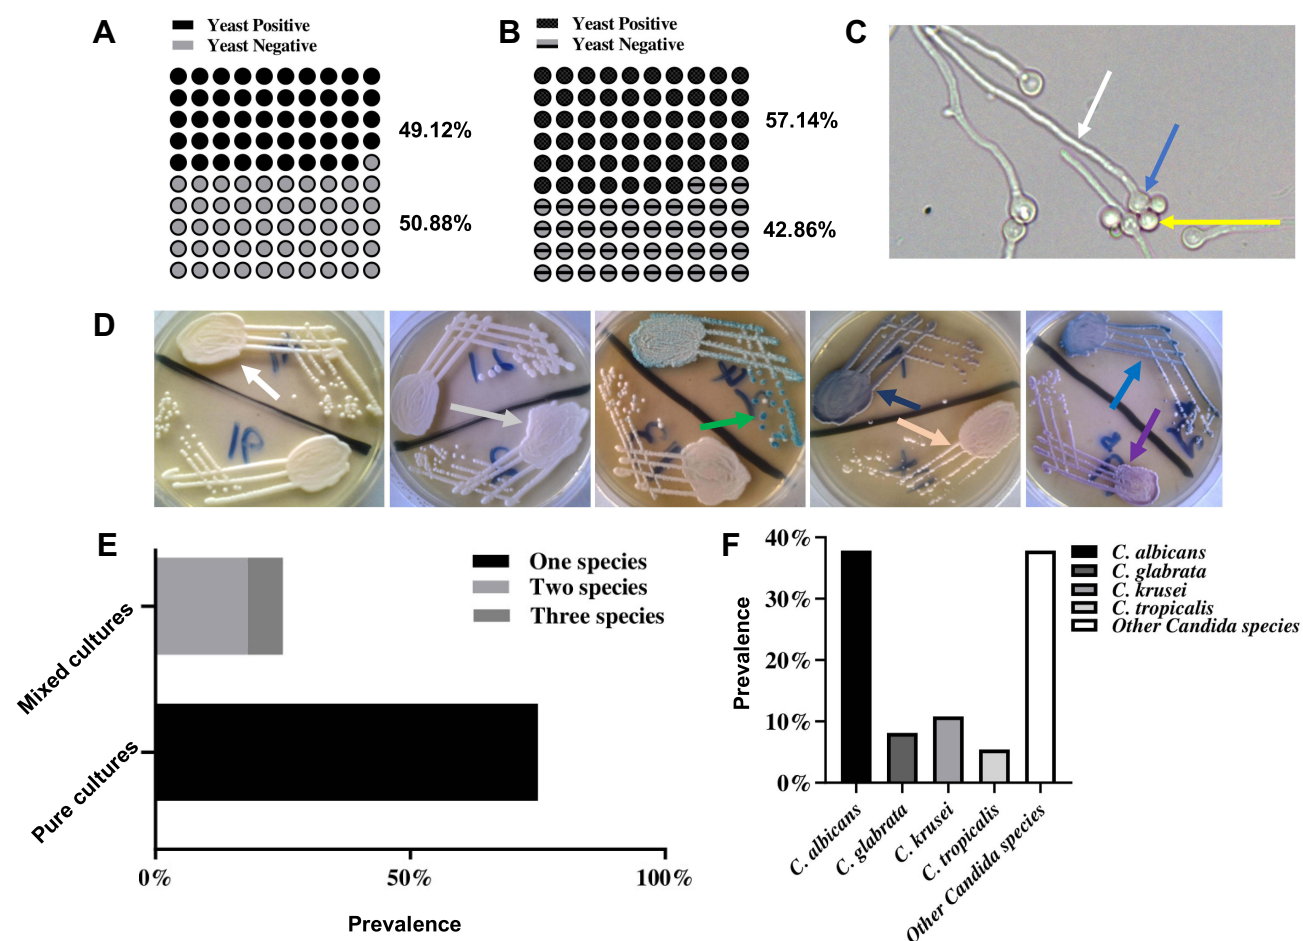 A
Yeast Positive
Yeast Negative
49.12%
50.88%
B
Yeast Positive
Yeast Negative
57.14%
42.86%
C
D
E
Mixed cultures
Pure cultures
One species
Two species
Three species
0%
50%
100%
Prevalence
F
Prevalence
40%
30%
20%
10%
0%
C. albicans
C. glabrata
C. krusei
C. tropicalis
Other Candida species
C. albicans
C. glabrata
C. krusei
C. tropicalis
Other Candida species